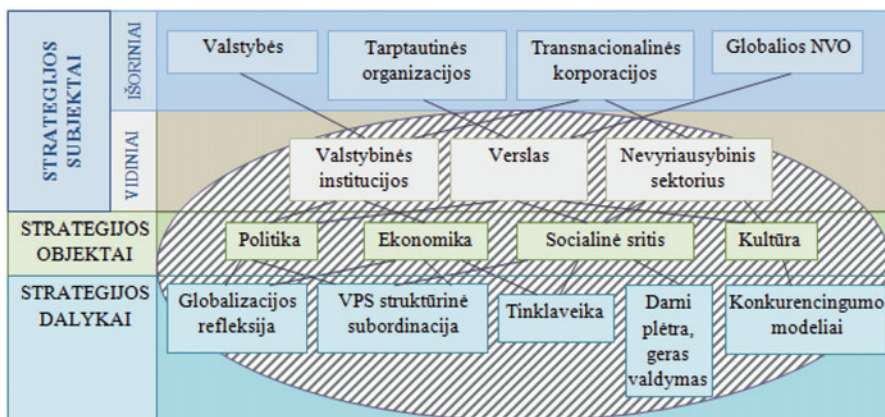 STRATEGIJOS
SUBJEKTAI
IŠORINIAI
Valstybės
Tarptautinės
organizacijos
Transnacionalinės
korporacijos
Globalios NVO
VIDINIAI
Valstybinės
institucijos
Verslas
Nevyriausybinis
sektorius
STRATEGIJOS
OBJEKTAI
Politika
Ekonomika
Socialinė sritis
Kultūra
STRATEGIJOS
DALYKAI
Globalizacijos
refleksija
VPS struktūrinė
subordinacija
Tinklaveika
Darni
plėtra,
geras
valdymas
Konkurencingumo
modeliai